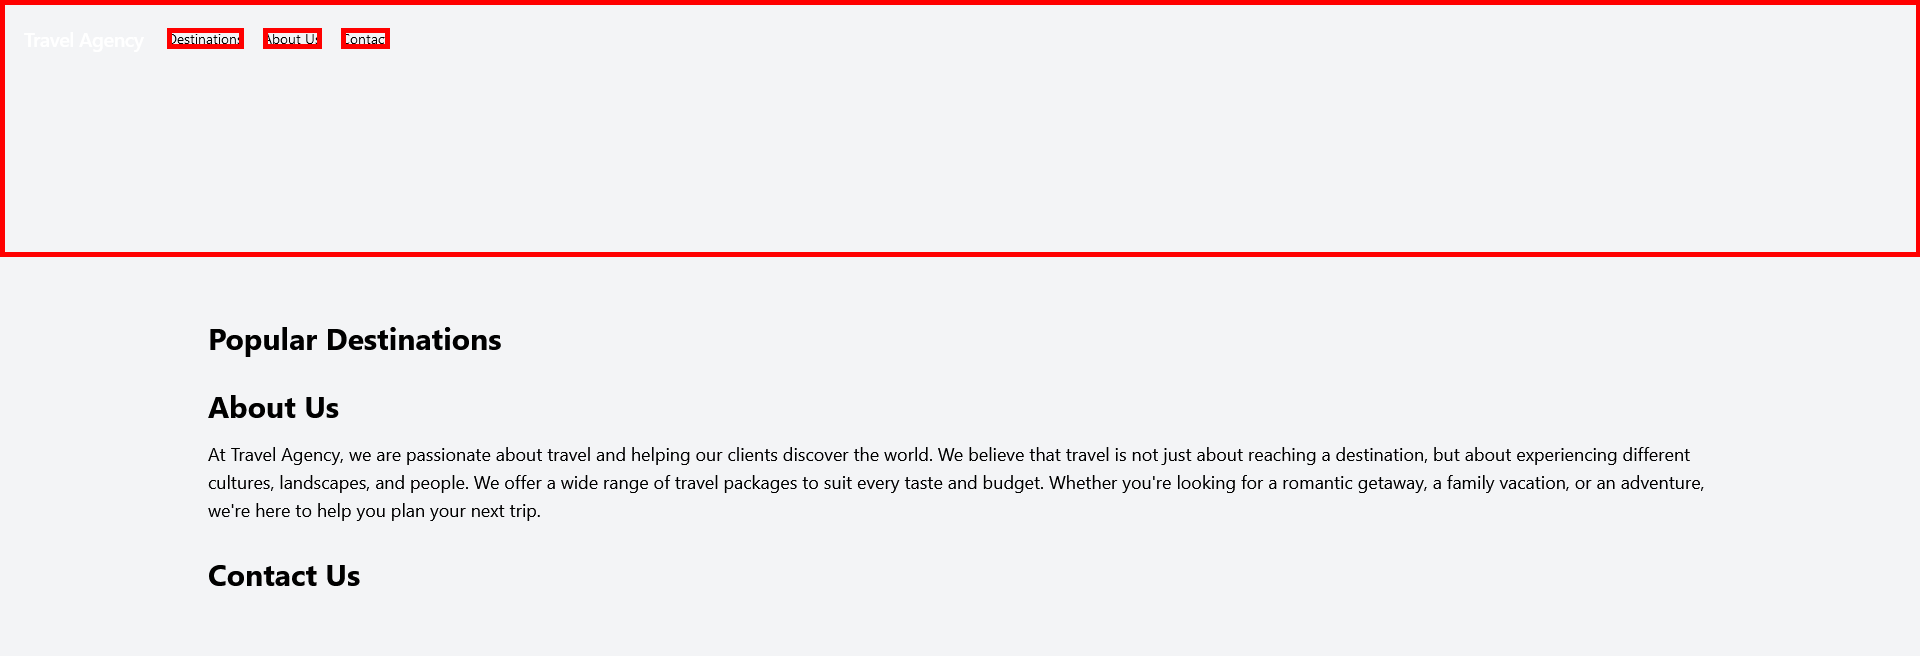 Travel Agency Destinations About Us Contact
Popular Destinations
About Us
At Travel Agency, we are passionate about travel and helping our clients discover the world. We believe that travel is not just about reaching a destination, but about experiencing different
cultures, landscapes, and people. We offer a wide range of travel packages to suit every taste and budget. Whether you're looking for a romantic getaway, a family vacation, or an adventure,
we're here to help you plan your next trip.
Contact Us